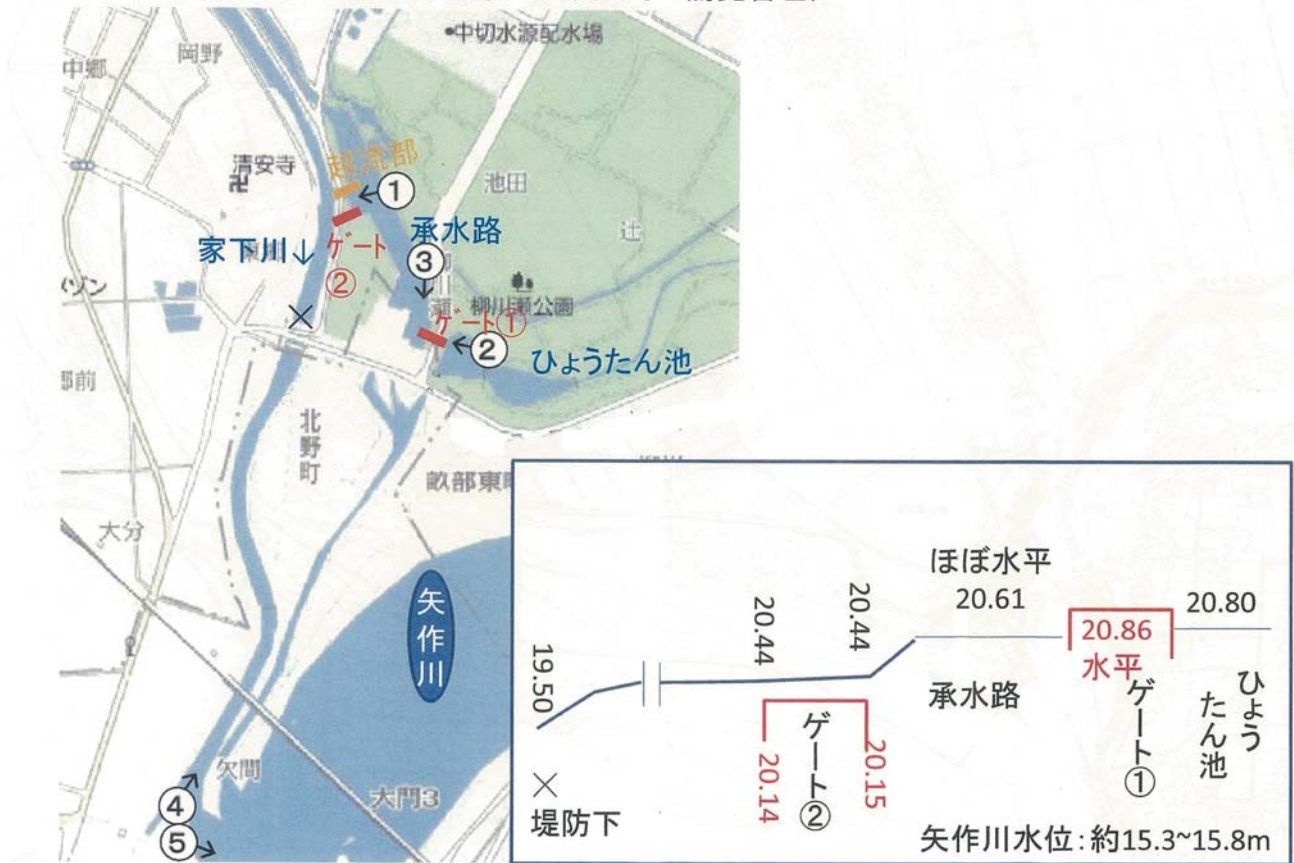 中切水源配水場
岡野
中郷
越流部
清安寺
①
池田
承水路
辻
家下川↓
ゲート
②
③
柳川瀬公園
ゲート①
②
ひょうたん池
郷前
北野町
畝部東町
大分
矢作川
欠間
大門3
④
⑤
ほぼ水平
20.61
20.44
20.44
20.80
20.86
水平
19.50
承水路
ゲート①
ひょうたん池
ゲート②
20.14
20.15
×
堤防下
矢作川水位:約15.3~15.8m